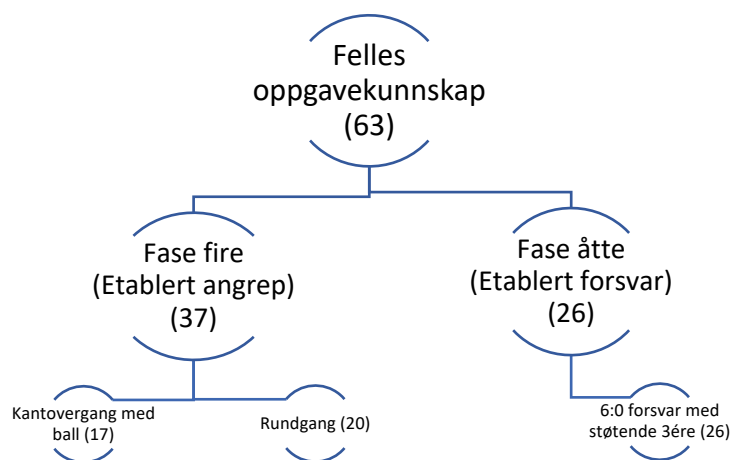 Felles
oppgavekunnskap
(63)
Fase fire
(Etablert angrep)
(37)
Fase åtte
(Etablert forsvar)
(26)
Kantovergang med
ball (17)
Rundgang (20)
6:0 forsvar med
støtende 3ére (26)